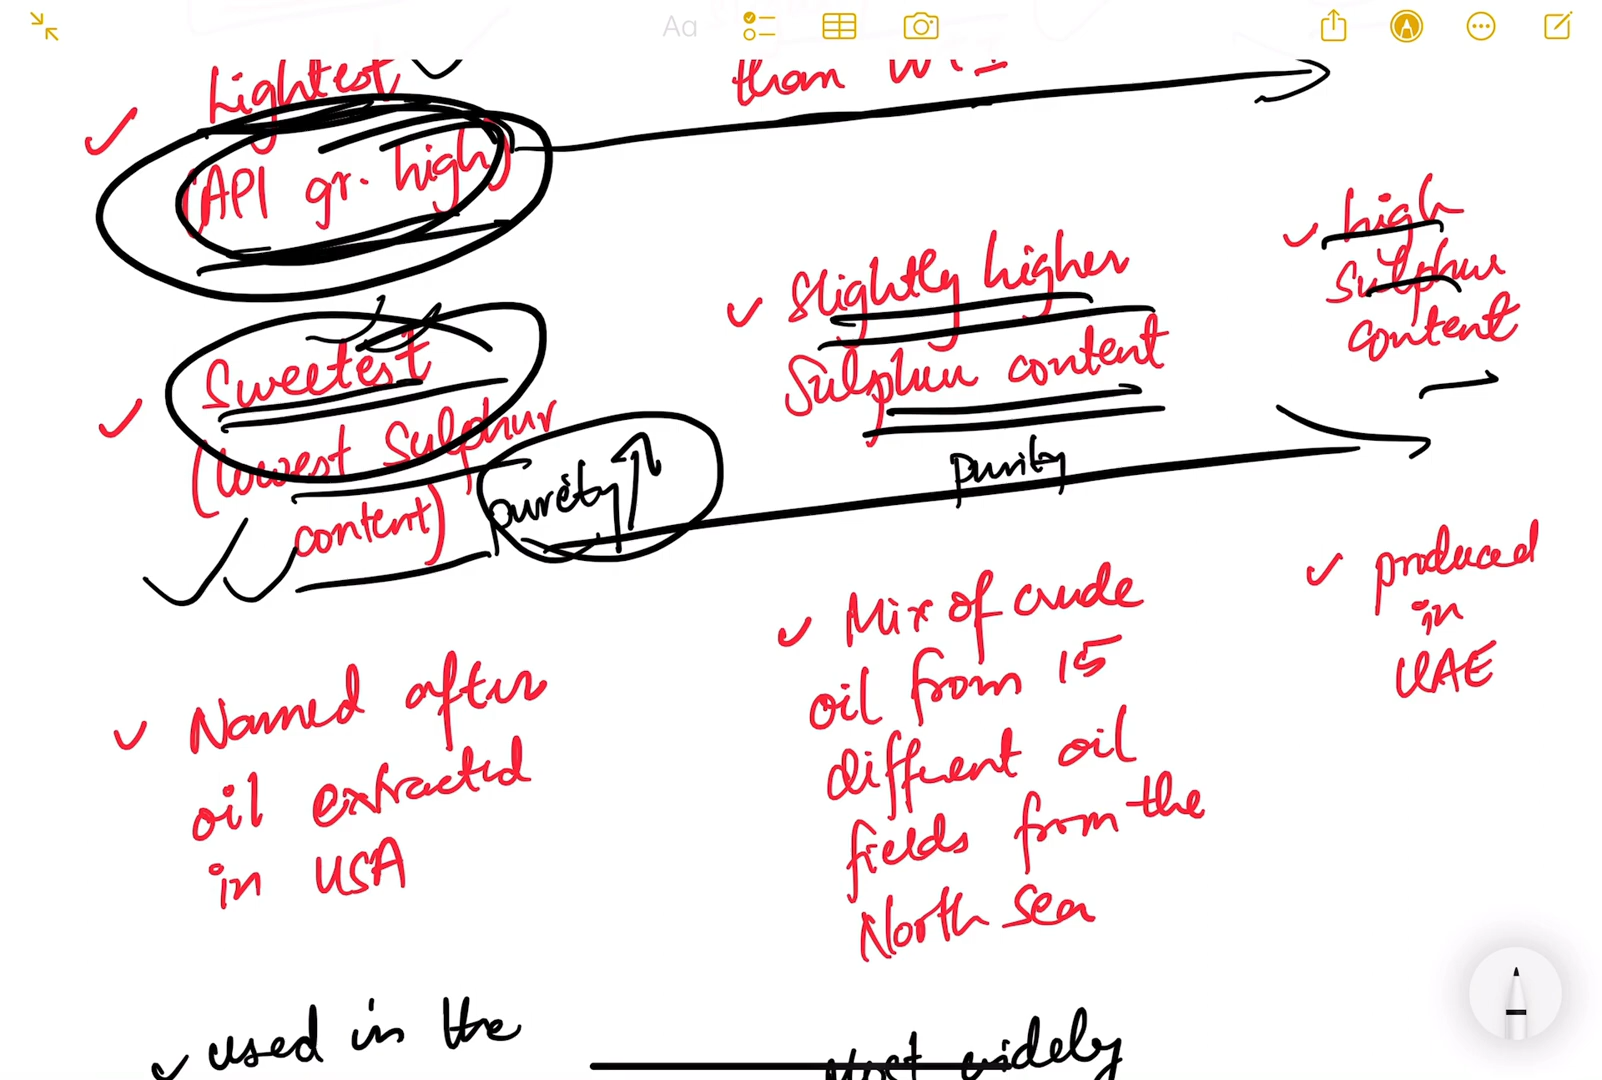 Aa
Lightest
(API gr. high)
Sweetest
(lowest Sulphur
content)
purity
Named after
oil extracted
in USA
used in the
than WTI
Slightly higher
Sulphur content
purity
Mix of crude
oil from 15
different oil
fields from the
North Sea
Most widely
high
Sulphur
content
produced
in
UAE